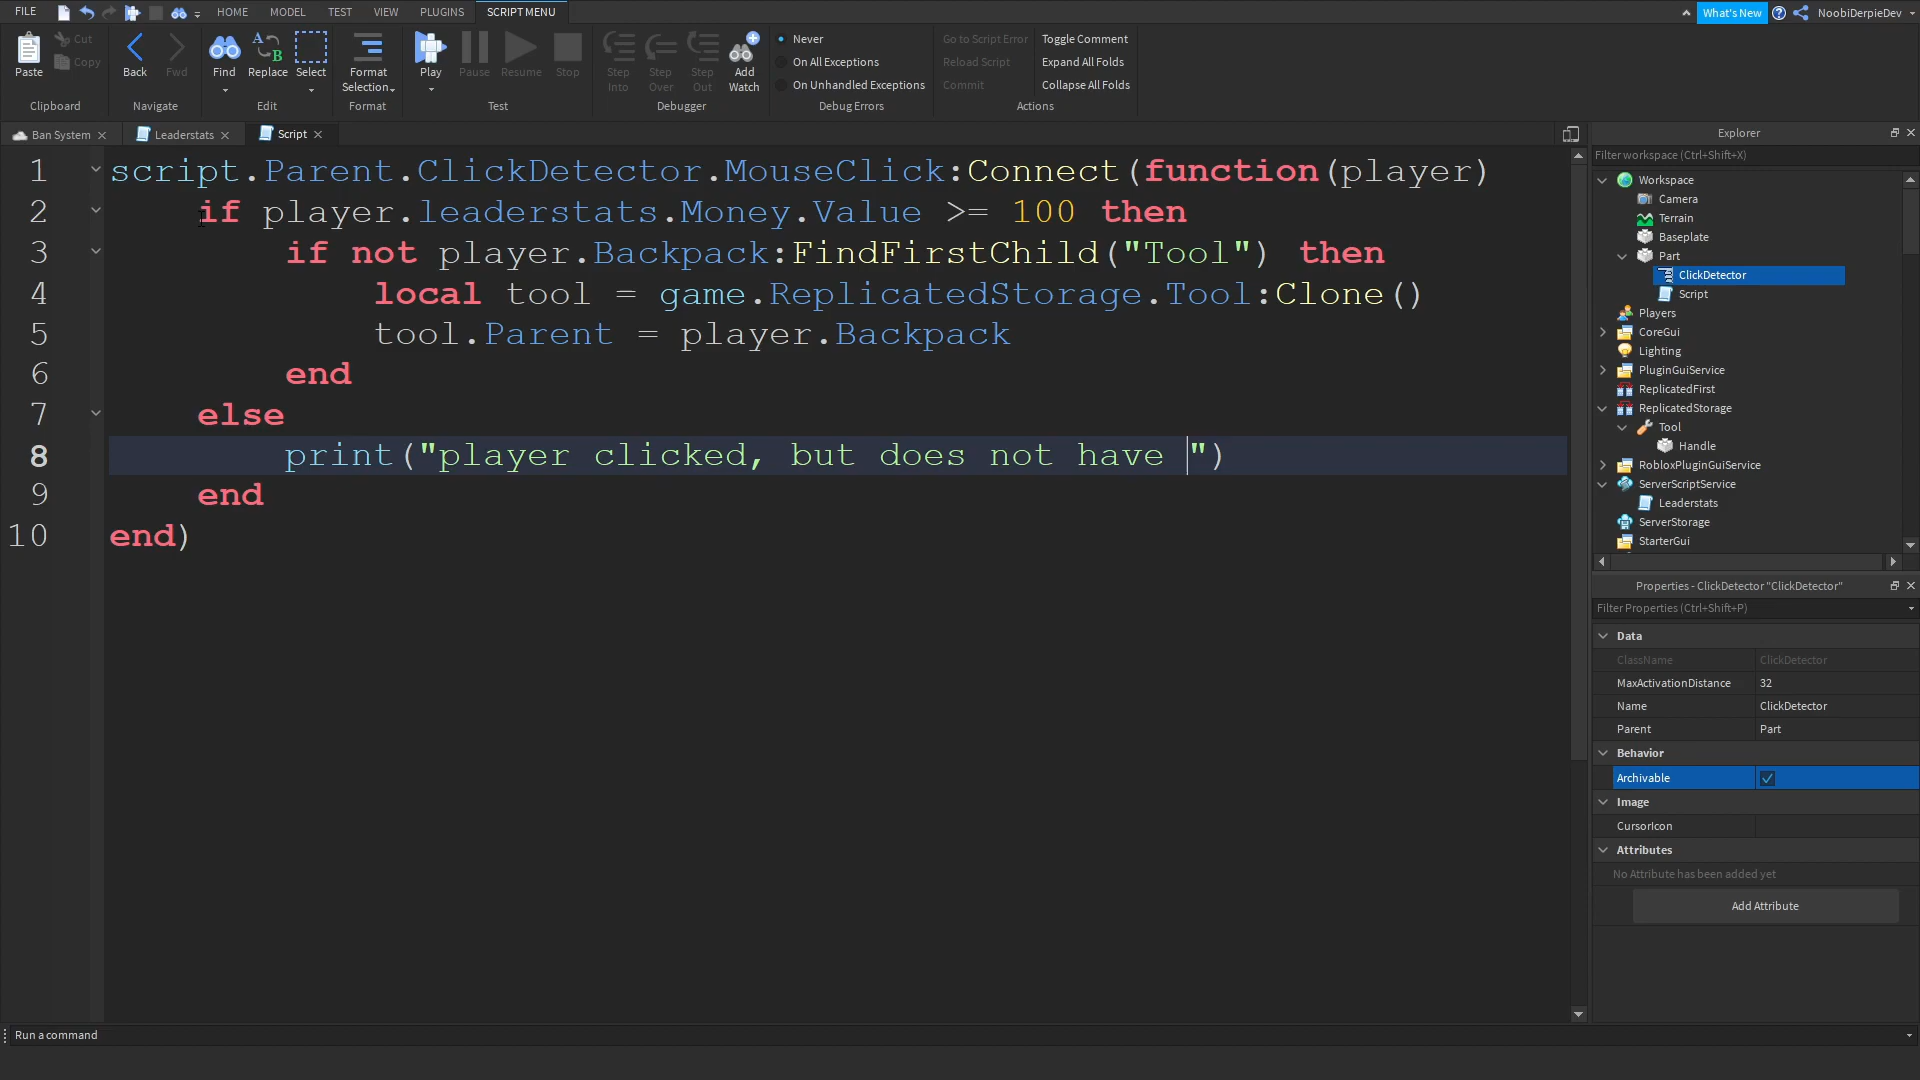 FILE HOME MODEL TEST VIEW PLUGINS SCRIPT MENU What's New NoobiDerpieDev
Paste Cut Copy Clipboard
Back Fwd Navigate
Find Replace Select Edit
Format Selection Format
Play Pause Resume Stop Test
Step Into Step Over Step Out Add Watch Debugger
Never
On All Exceptions
On Unhandled Exceptions
Debug Errors
Go to Script Error Toggle Comment
Reload Script Expand All Folds
Commit Collapse All Folds
Actions
Ban System Leaderstats Script
1 script.Parent.ClickDetector.MouseClick:Connect(function(player)
2 if player.leaderstats.Money.Value >= 100 then
3 if not player.Backpack:FindFirstChild("Tool") then
4 local tool = game.ReplicatedStorage.Tool:Clone()
5 tool.Parent = player.Backpack
6 end
7 else
8 print("player clicked, but does not have ")
9 end
10 end)
Explorer
Filter workspace (Ctrl+Shift+X)
Workspace
Camera
Terrain
Baseplate
Part
ClickDetector
Script
Players
CoreGui
Lighting
PluginGuiService
ReplicatedFirst
ReplicatedStorage
Tool
Handle
RobloxPluginGuiService
ServerScriptService
Leaderstats
ServerStorage
StarterGui
Properties - ClickDetector "ClickDetector"
Filter Properties (Ctrl+Shift+P)
Data
ClassName ClickDetector
MaxActivationDistance 32
Name ClickDetector
Parent Part
Behavior
Archivable
Image
CursorIcon
Attributes
No Attribute has been added yet
Add Attribute
Run a command